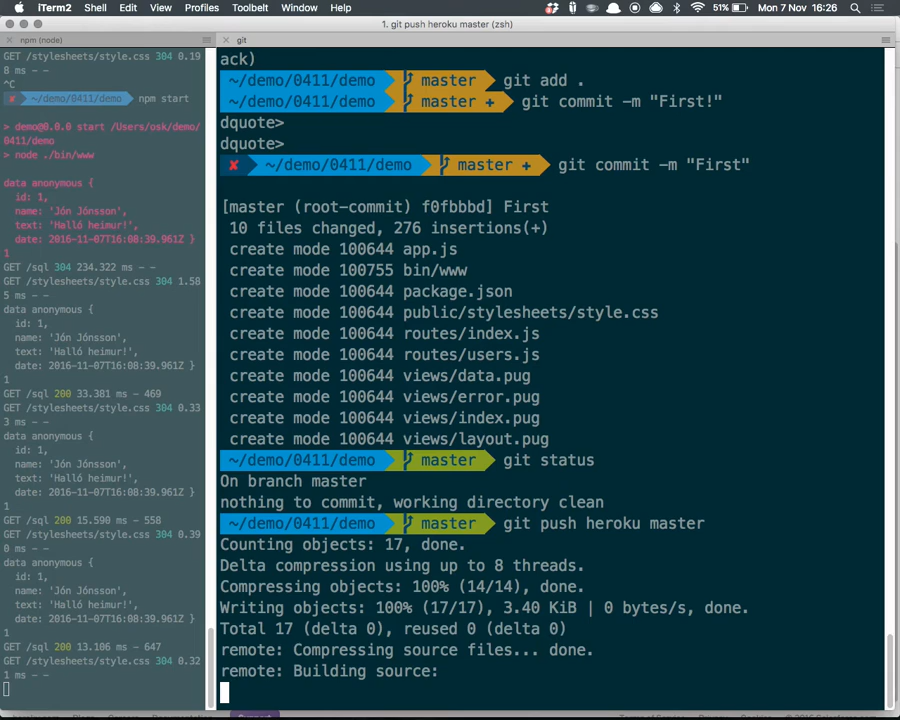 iTerm2 Shell Edit View Profiles Toolbelt Window Help 51% Mon 7 Nov 16:26
1. git push heroku master (zsh)
npm (node)
git
GET /stylesheets/style.css 304 0.19
8 ms - -
^C
✘ ~/demo/0411/demo npm start
> demo@0.0.0 start /Users/osk/demo/
0411/demo
> node ./bin/www
data anonymous {
id: 1,
name: 'Jón Jónsson',
text: 'Halló heimur!',
date: 2016-11-07T16:08:39.961Z }
1
GET /sql 304 234.322 ms - -
GET /stylesheets/style.css 304 1.58
5 ms - -
data anonymous {
id: 1,
name: 'Jón Jónsson',
text: 'Halló heimur!',
date: 2016-11-07T16:08:39.961Z }
1
GET /sql 200 33.381 ms - 469
GET /stylesheets/style.css 304 0.33
3 ms - -
data anonymous {
id: 1,
name: 'Jón Jónsson',
text: 'Halló heimur!',
date: 2016-11-07T16:08:39.961Z }
1
GET /sql 200 15.590 ms - 558
GET /stylesheets/style.css 304 0.39
0 ms - -
data anonymous {
id: 1,
name: 'Jón Jónsson',
text: 'Halló heimur!',
date: 2016-11-07T16:08:39.961Z }
1
GET /sql 200 13.106 ms - 647
GET /stylesheets/style.css 304 0.32
1 ms - -
ack)
~/demo/0411/demo master git add .
~/demo/0411/demo master + git commit -m "First!"
dquote>
dquote>
✘ ~/demo/0411/demo master + git commit -m "First"
[master (root-commit) f0fbbbd] First
10 files changed, 276 insertions(+)
create mode 100644 app.js
create mode 100755 bin/www
create mode 100644 package.json
create mode 100644 public/stylesheets/style.css
create mode 100644 routes/index.js
create mode 100644 routes/users.js
create mode 100644 views/data.pug
create mode 100644 views/error.pug
create mode 100644 views/index.pug
create mode 100644 views/layout.pug
~/demo/0411/demo master git status
On branch master
nothing to commit, working directory clean
~/demo/0411/demo master git push heroku master
Counting objects: 17, done.
Delta compression using up to 8 threads.
Compressing objects: 100% (14/14), done.
Writing objects: 100% (17/17), 3.40 KiB | 0 bytes/s, done.
Total 17 (delta 0), reused 0 (delta 0)
remote: Compressing source files... done.
remote: Building source: